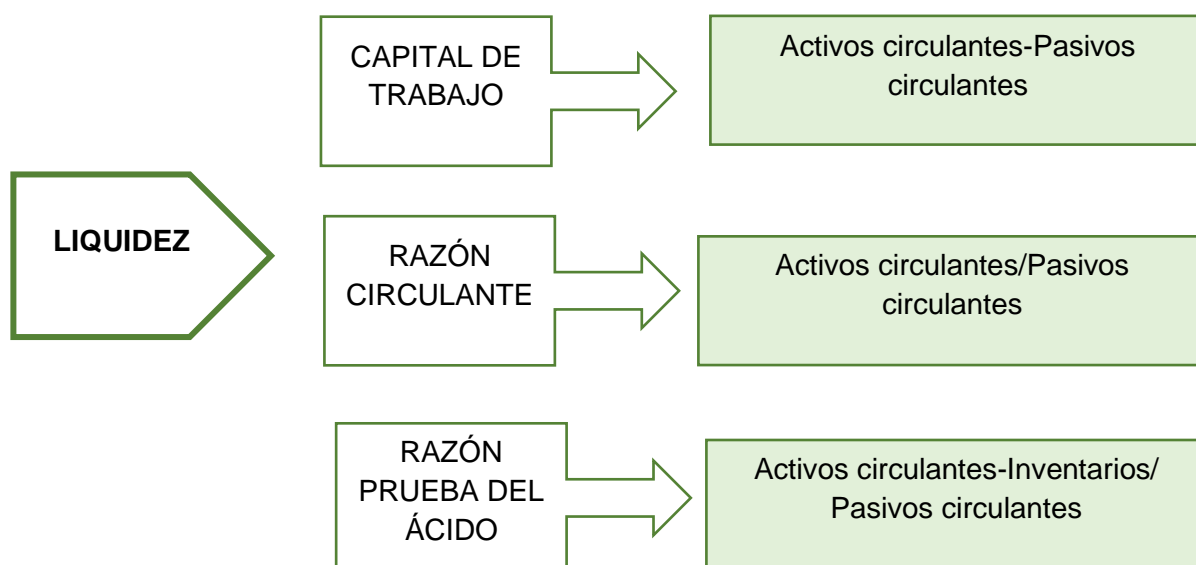 CAPITAL DE
TRABAJO
Activos circulantes-Pasivos
circulantes
LIQUIDEZ
RAZÓN
CIRCULANTE
Activos circulantes/Pasivos
circulantes
RAZÓN
PRUEBA DEL
ÁCIDO
Activos circulantes-Inventarios/
Pasivos circulantes